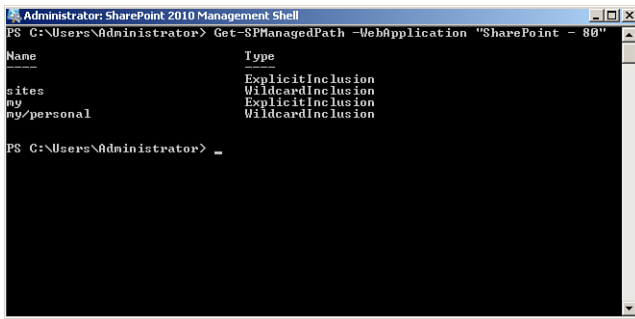 Administrator: SharePoint 2010 Management Shell
PS C:\Users\Administrator> Get-SPManagedPath -WebApplication "SharePoint - 80"
Name Type
---- ----
ExplicitInclusion
sites WildcardInclusion
my ExplicitInclusion
my/personal WildcardInclusion
PS C:\Users\Administrator> _